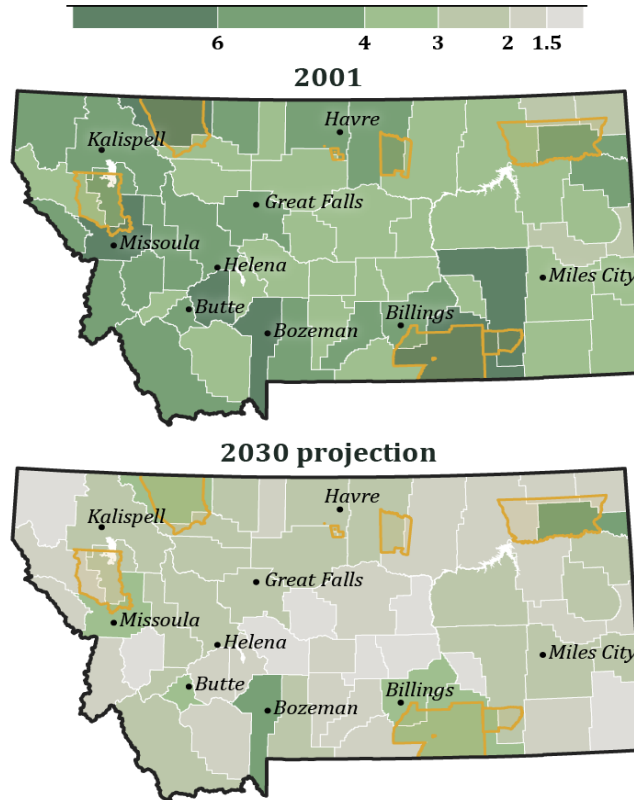 6 4 3 2 1.5
2001
Kalispell
Havre
Great Falls
Missoula
Helena
Miles City
Butte
Billings
Bozeman
2030 projection
Havre
Kalispell
Great Falls
Missoula
Helena
Miles City
Butte
Billings
Bozeman